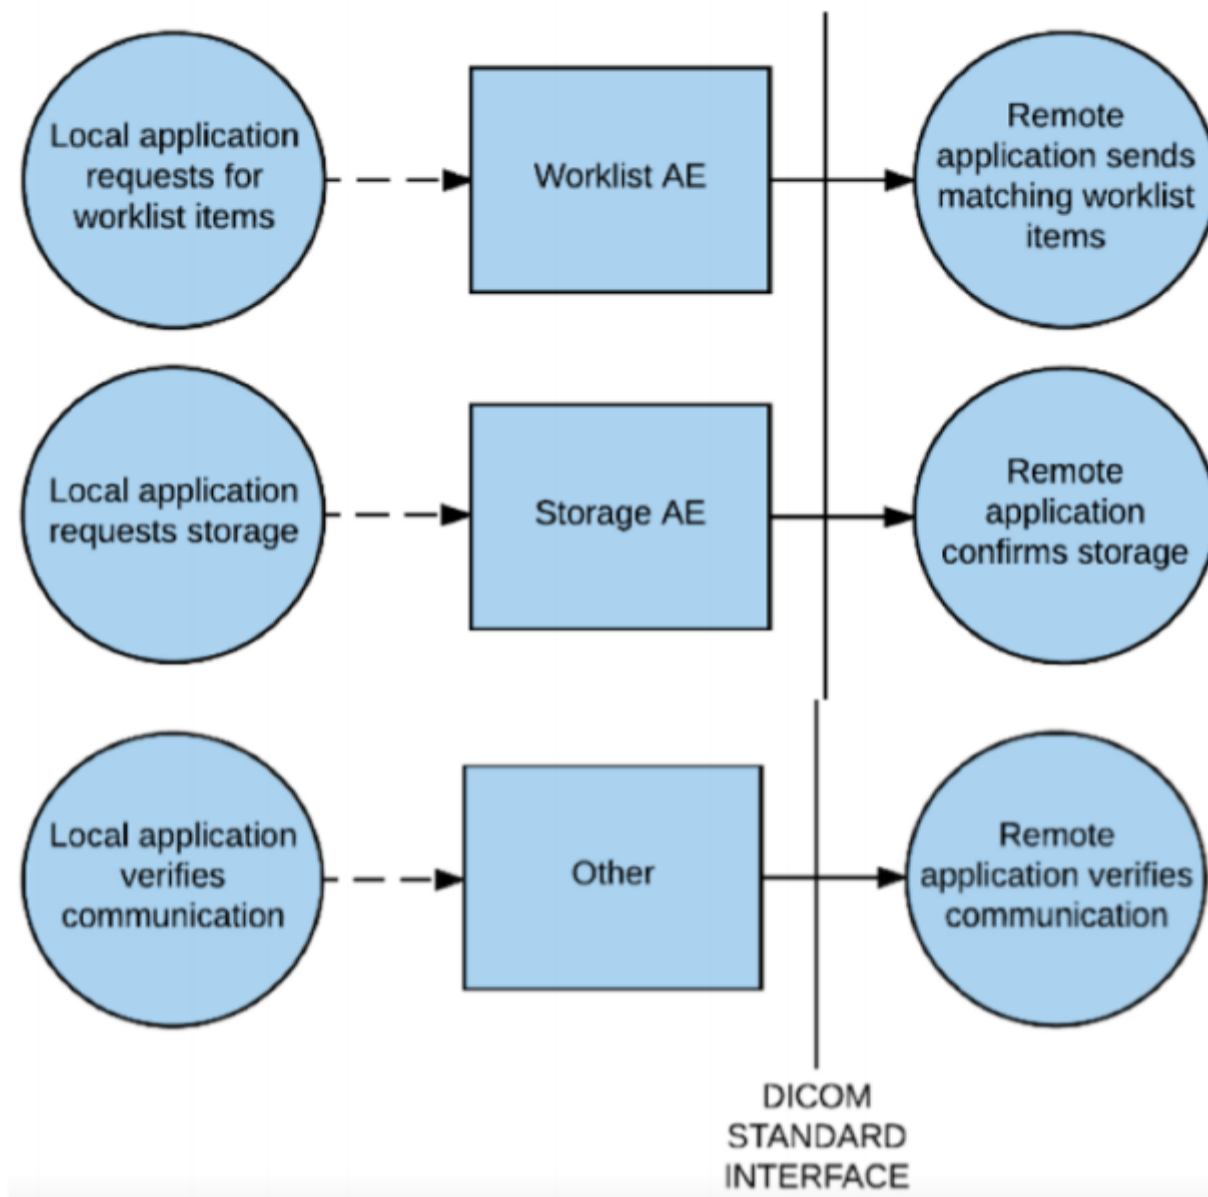 Local application
requests for
worklist items
Worklist AE
Remote
application sends
matching worklist
items
Local application
requests storage
Storage AE
Remote
application
confirms storage
Local application
verifies
communication
Other
Remote
application verifies
communication
DICOM
STANDARD
INTERFACE